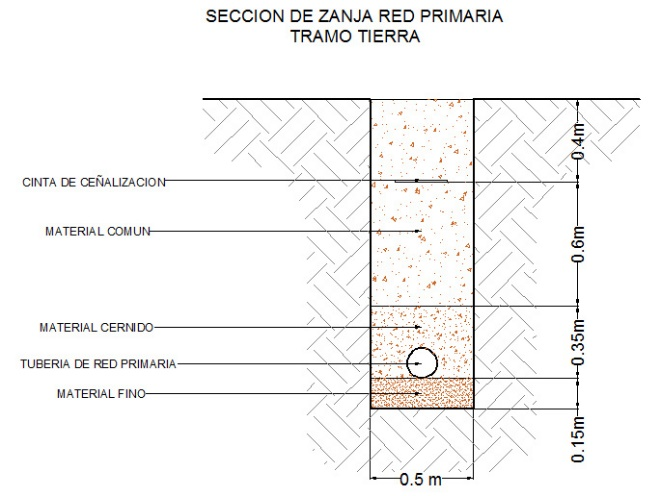 SECCION DE ZANJA RED PRIMARIA
TRAMO TIERRA
0.4m
CINTA DE CEÑALIZACION
MATERIAL COMUN
0.6m
MATERIAL CERNIDO
0.35m
TUBERIA DE RED PRIMARIA
MATERIAL FINO
0.15m
0.5 m